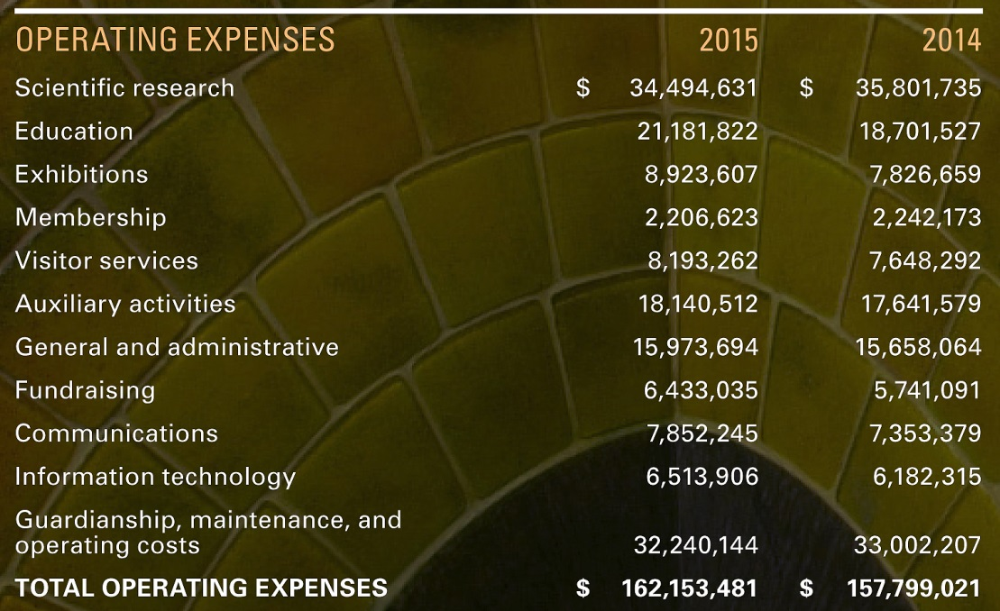 OPERATING EXPENSES 2015 2014
Scientific research $ 34,494,631 $ 35,801,735
Education 21,181,822 18,701,527
Exhibitions 8,923,607 7,826,659
Membership 2,206,623 2,242,173
Visitor services 8,193,262 7,648,292
Auxiliary activities 18,140,512 17,641,579
General and administrative 15,973,694 15,658,064
Fundraising 6,433,035 5,741,091
Communications 7,852,245 7,353,379
Information technology 6,513,906 6,182,315
Guardianship, maintenance, and
operating costs 32,240,144 33,002,207
TOTAL OPERATING EXPENSES $ 162,153,481 $ 157,799,021